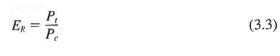 E_R = P_t / P_c (3.3)